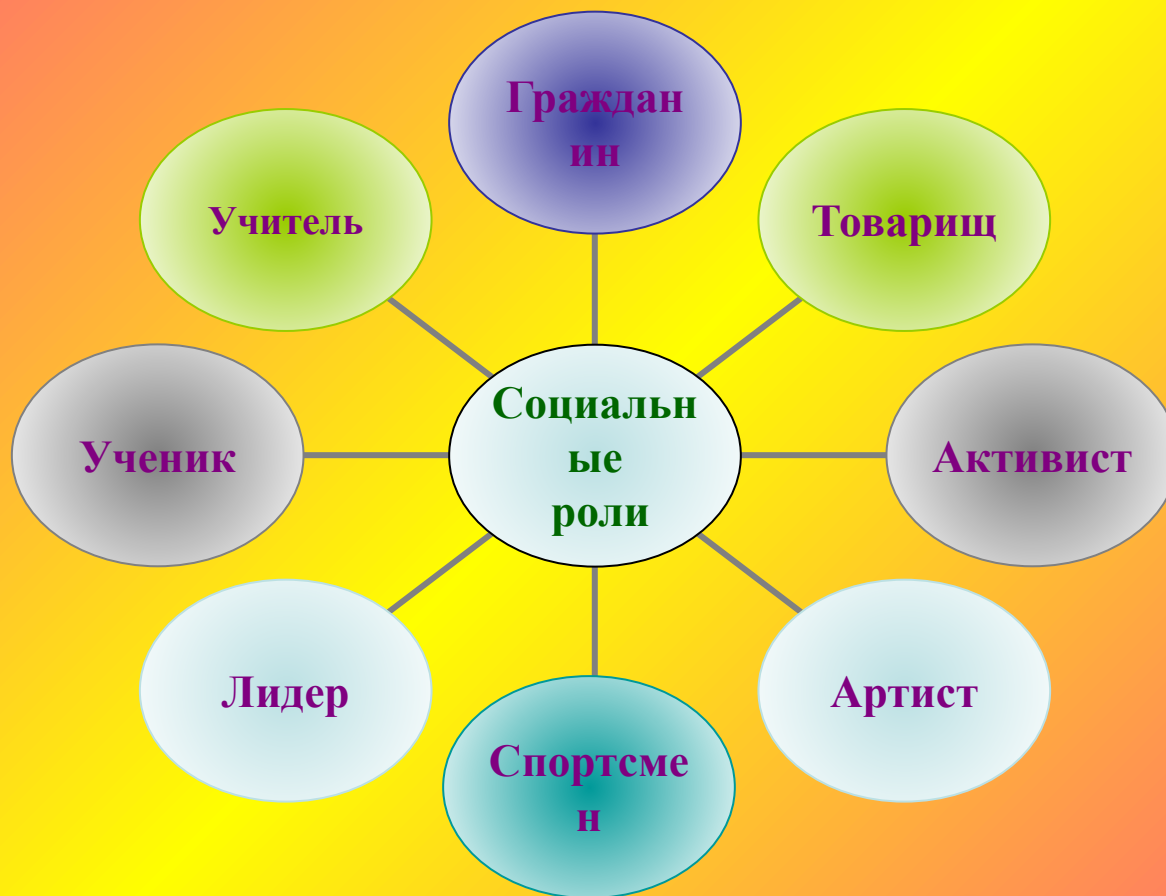 Граждан
ин
Учитель
Товарищ
Социальн
ые
роли
Ученик
Активист
Лидер
Артист
Спортсме
н